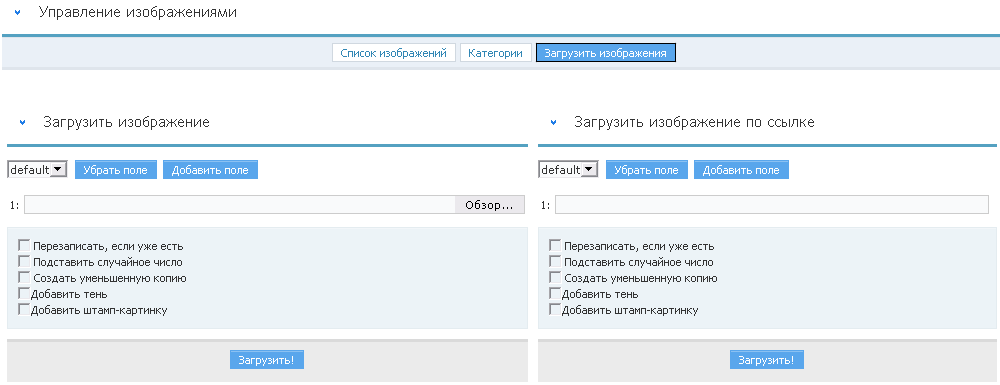 Управление изображениями
Список изображений Категории Загрузить изображения
Загрузить изображение
default Убрать поле Добавить поле
1: Обзор...
Перезаписать, если уже есть
Подставить случайное число
Создать уменьшенную копию
Добавить тень
Добавить штамп-картинку
Загрузить!
Загрузить изображение по ссылке
default Убрать поле Добавить поле
1:
Перезаписать, если уже есть
Подставить случайное число
Создать уменьшенную копию
Добавить тень
Добавить штамп-картинку
Загрузить!